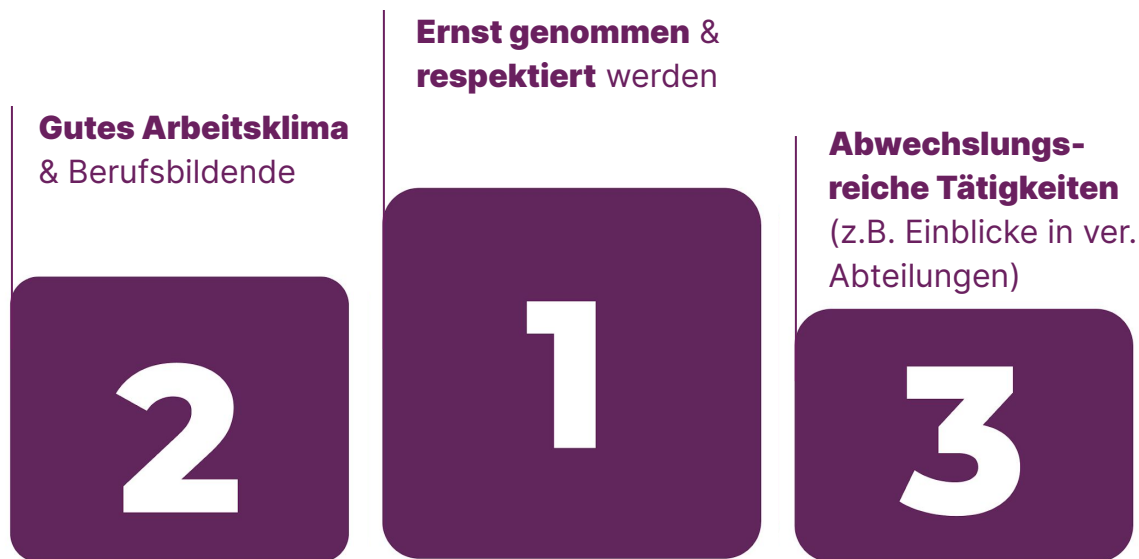 Ernst genommen &
respektiert werden
Gutes Arbeitsklima
& Berufsbildende
Abwechslungs-
reiche Tätigkeiten
(z.B. Einblicke in ver.
Abteilungen)
2
1
3